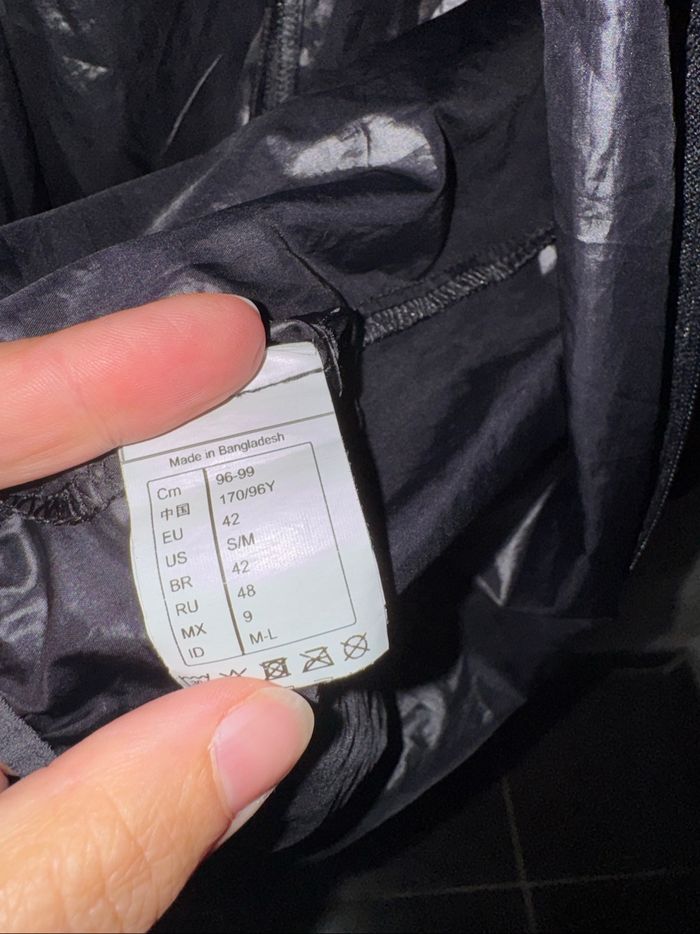 Made in Bangladesh
Cm 96-99
中国 170/96Y
EU 42
US S/M
BR 42
RU 48
MX 9
ID M-L